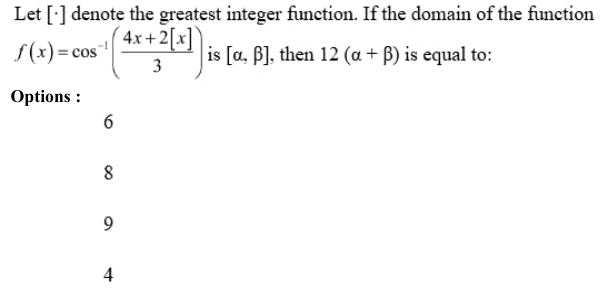 Let [·] denote the greatest integer function. If the domain of the function
f(x) = cos⁻¹((4x + 2[x])/3) is [α, β], then 12 (α + β) is equal to:
Options :
6
8
9
4